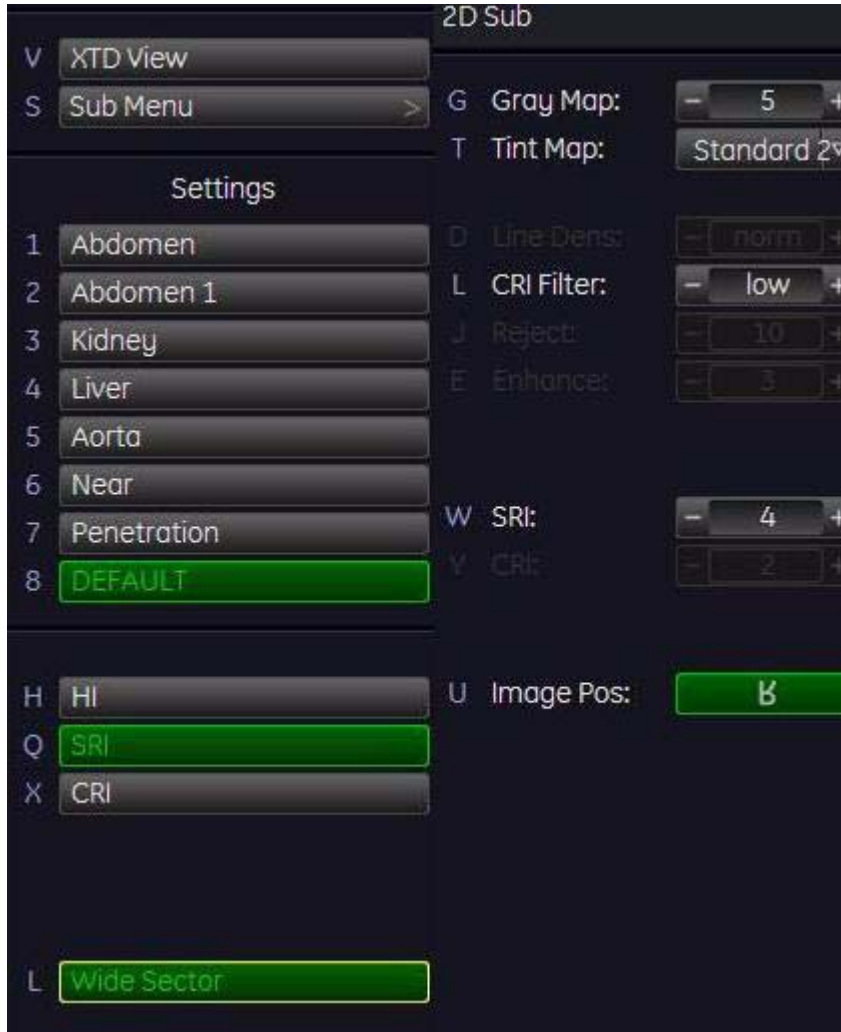 V XTD View
S Sub Menu >
Settings
1 Abdomen
2 Abdomen 1
3 Kidney
4 Liver
5 Aorta
6 Near
7 Penetration
8 DEFAULT
H HI
Q SRI
X CRI
L Wide Sector
2D Sub
G Gray Map: - 5 +
T Tint Map: Standard 2
D Line Dens: - norm +
L CRI Filter: - low +
J Reject: - 10 +
E Enhance: - 3 +
W SRI: - 4 +
Y CRI: - 2 +
U Image Pos: R